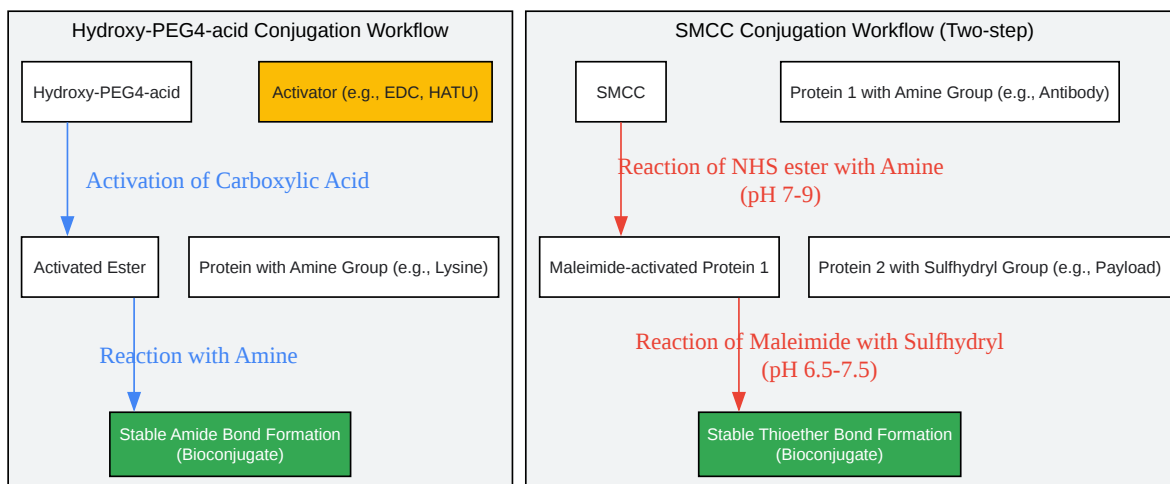 Hydroxy-PEG4-acid Conjugation Workflow
Hydroxy-PEG4-acid
Activator (e.g., EDC, HATU)
Activation of Carboxylic Acid
Activated Ester
Protein with Amine Group (e.g., Lysine)
Reaction with Amine
Stable Amide Bond Formation
(Bioconjugate)
SMCC Conjugation Workflow (Two-step)
SMCC
Protein 1 with Amine Group (e.g., Antibody)
Reaction of NHS ester with Amine
(pH 7-9)
Maleimide-activated Protein 1
Protein 2 with Sulfhydryl Group (e.g., Payload)
Reaction of Maleimide with Sulfhydryl
(pH 6.5-7.5)
Stable Thioether Bond Formation
(Bioconjugate)